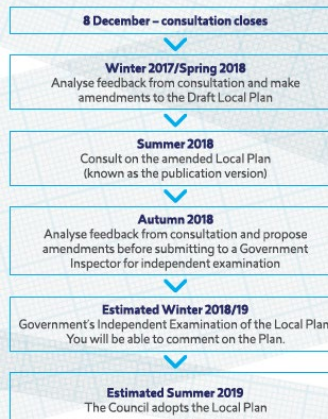 8 December – consultation closes
Winter 2017/Spring 2018
Analyse feedback from consultation and make
amendments to the Draft Local Plan
Summer 2018
Consult on the amended Local Plan
(known as the publication version)
Autumn 2018
Analyse feedback from consultation and propose
amendments before submitting to a Government
Inspector for independent examination
Estimated Winter 2018/19
Government's Independent Examination of the Local Plan
You will be able to comment on the Plan.
Estimated Summer 2019
The Council adopts the Local Plan